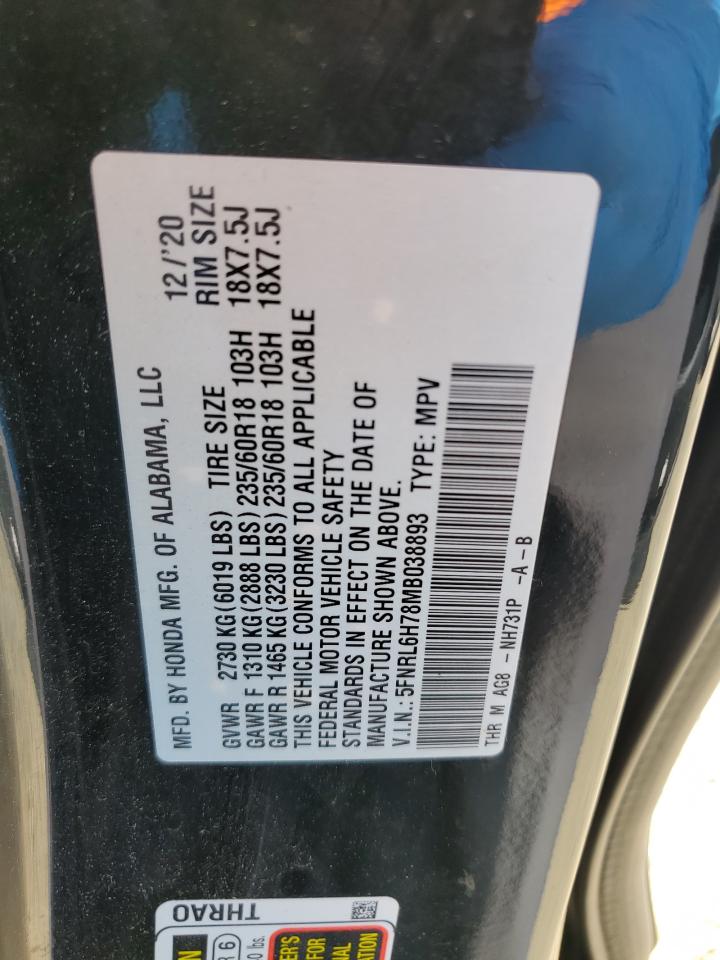 MFD. BY HONDA MFG. OF ALABAMA, LLC 12/'20
GVWR 2730 KG (6019 LBS) TIRE SIZE RIM SIZE
GAWR F 1310 KG (2888 LBS) 235/60R18 103H 18X7.5J
GAWR R 1465 KG (3230 LBS) 235/60R18 103H 18X7.5J
THIS VEHICLE CONFORMS TO ALL APPLICABLE
FEDERAL MOTOR VEHICLE SAFETY
STANDARDS IN EFFECT ON THE DATE OF
MANUFACTURE SHOWN ABOVE.
V.I.N.: 5FNRL6H78MB038893 TYPE: MPV
THR M AG8 - NH731P -A-B
THRAO